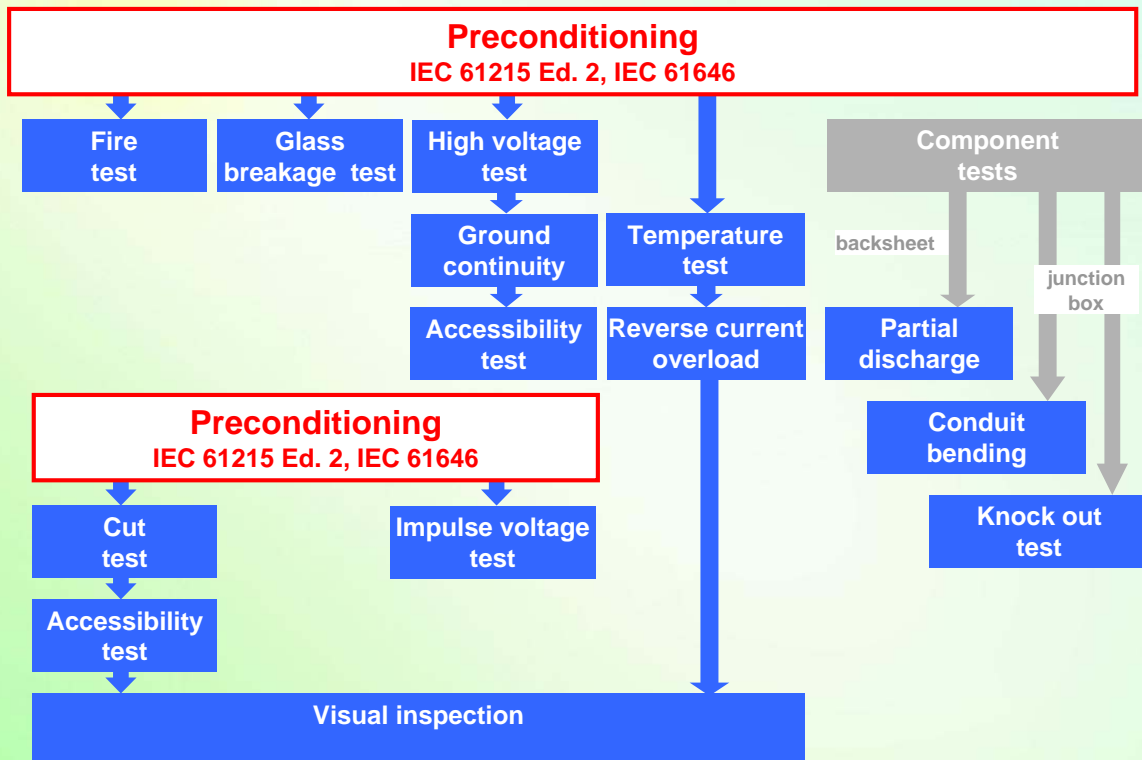 Preconditioning
IEC 61215 Ed. 2, IEC 61646
Fire
test
Glass
breakage test
High voltage
test
Component
tests
Ground
continuity
Temperature
test
backsheet
junction
box
Accessibility
test
Reverse current
overload
Partial
discharge
Preconditioning
IEC 61215 Ed. 2, IEC 61646
Conduit
bending
Cut
test
Impulse voltage
test
Knock out
test
Accessibility
test
Visual inspection